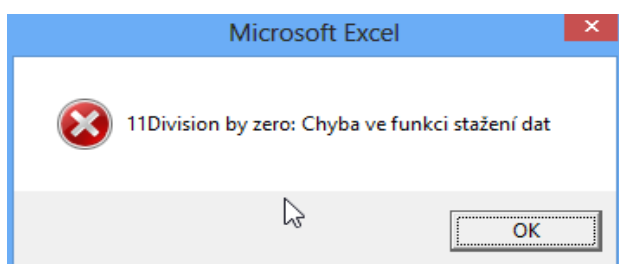 Microsoft Excel
11Division by zero: Chyba ve funkci stažení dat
OK